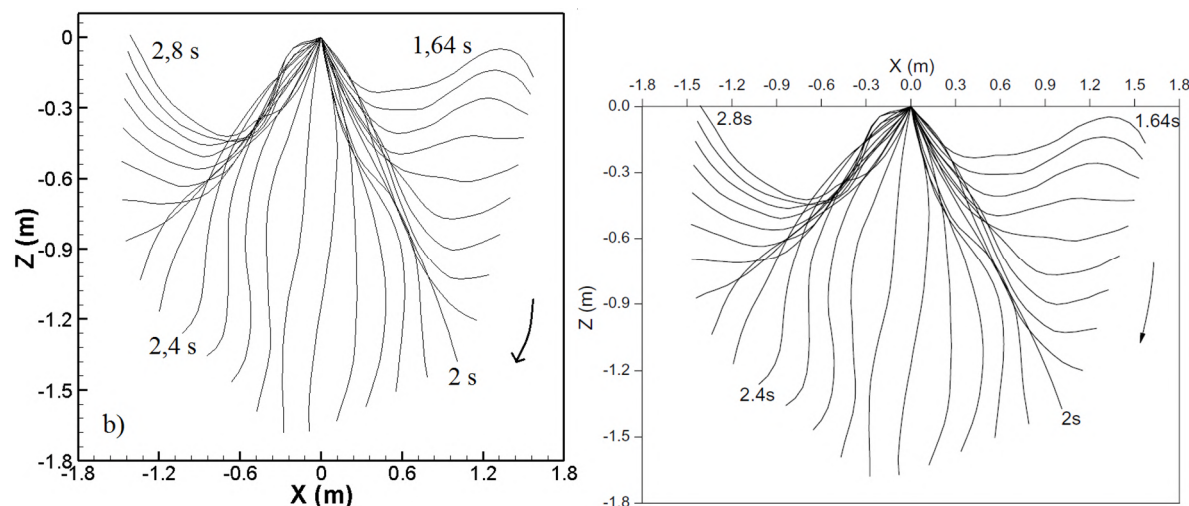 0
2,8 s
1,64 s
-0.3
-0.6
-0.9
-1.2
-1.5
-1.8
Z (m)
2,4 s
2 s
b)
-1.8 -1.2 -0.6 0 0.6 1.2 1.8
X (m)
X (m)
-1.8 -1.5 -1.2 -0.9 -0.6 -0.3 0.0 0.3 0.6 0.9 1.2 1.5 1.8
0.0
2.8s
1.64s
-0.3
-0.6
-0.9
-1.2
-1.5
-1.8
Z (m)
2.4s
2s